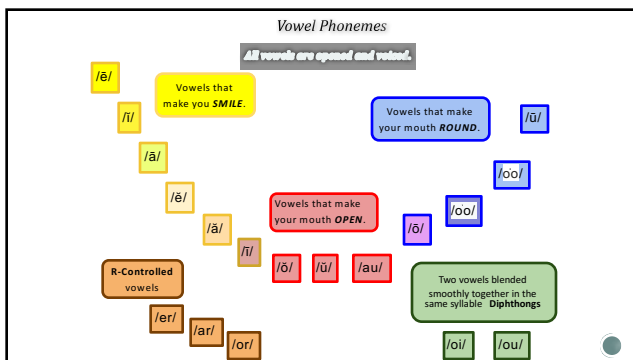 Vowel Phonemes
All vowels are opened and voiced.
/ē/
Vowels that
make you SMILE.
/ĭ/
Vowels that make
your mouth ROUND.
/ū/
/ā/
/oo/
/ĕ/
Vowels that make
your mouth OPEN.
/oo/
/ă/
/ō/
/ī/
/ŏ/
/ŭ/
/au/
R-Controlled
vowels
Two vowels blended
smoothly together in the
same syllable Diphthongs
/er/
/ar/
/or/
/oi/
/ou/